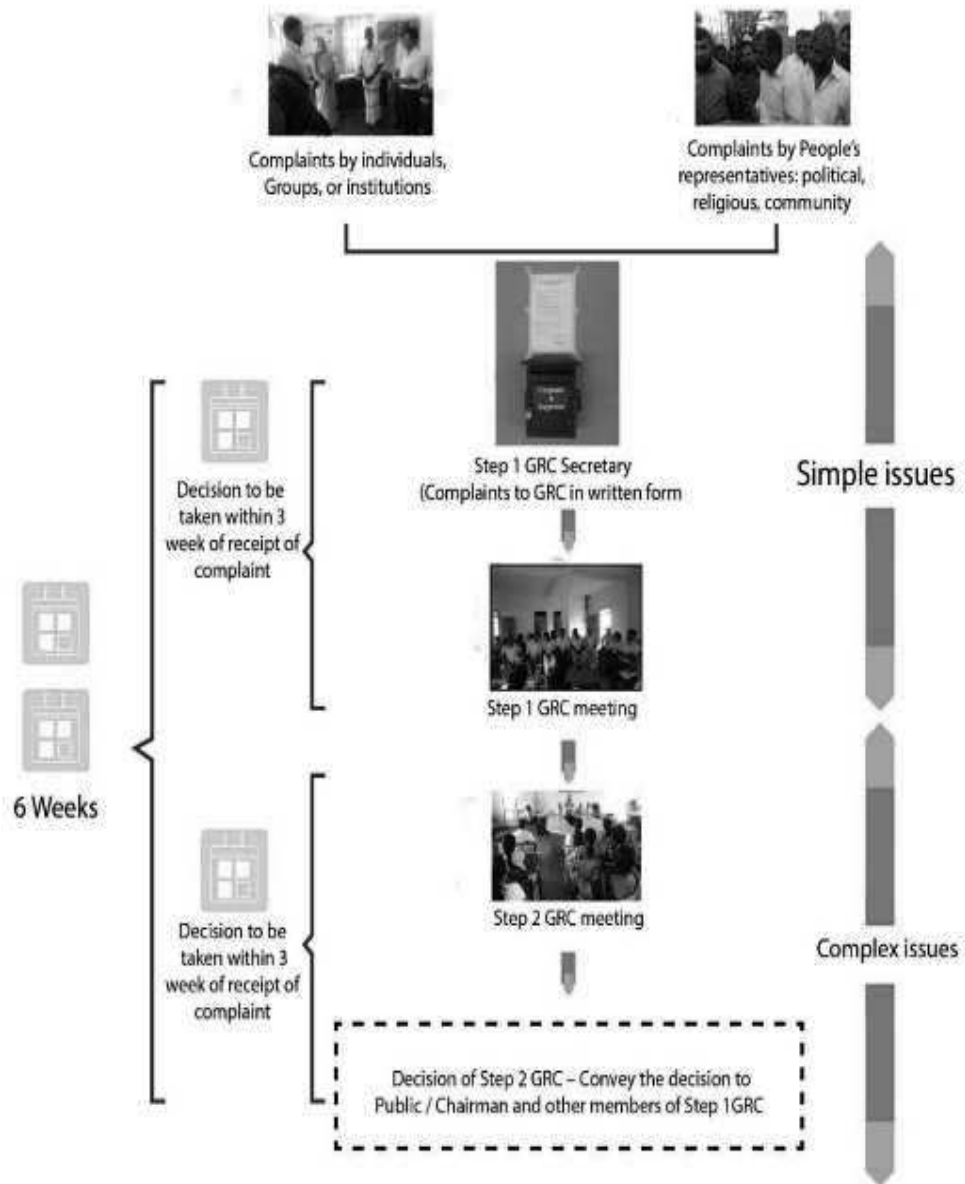 Complaints by individuals,
Groups, or institutions
Complaints by People's
representatives: political,
religious, community
Step 1 GRC Secretary
(Complaints to GRC in written form
Simple issues
Decision to be
taken within 3
week of receipt of
complaint
Step 1 GRC meeting
6 Weeks
Step 2 GRC meeting
Decision to be
taken within 3
week of receipt of
complaint
Complex issues
Decision of Step 2 GRC – Convey the decision to
Public / Chairman and other members of Step 1GRC